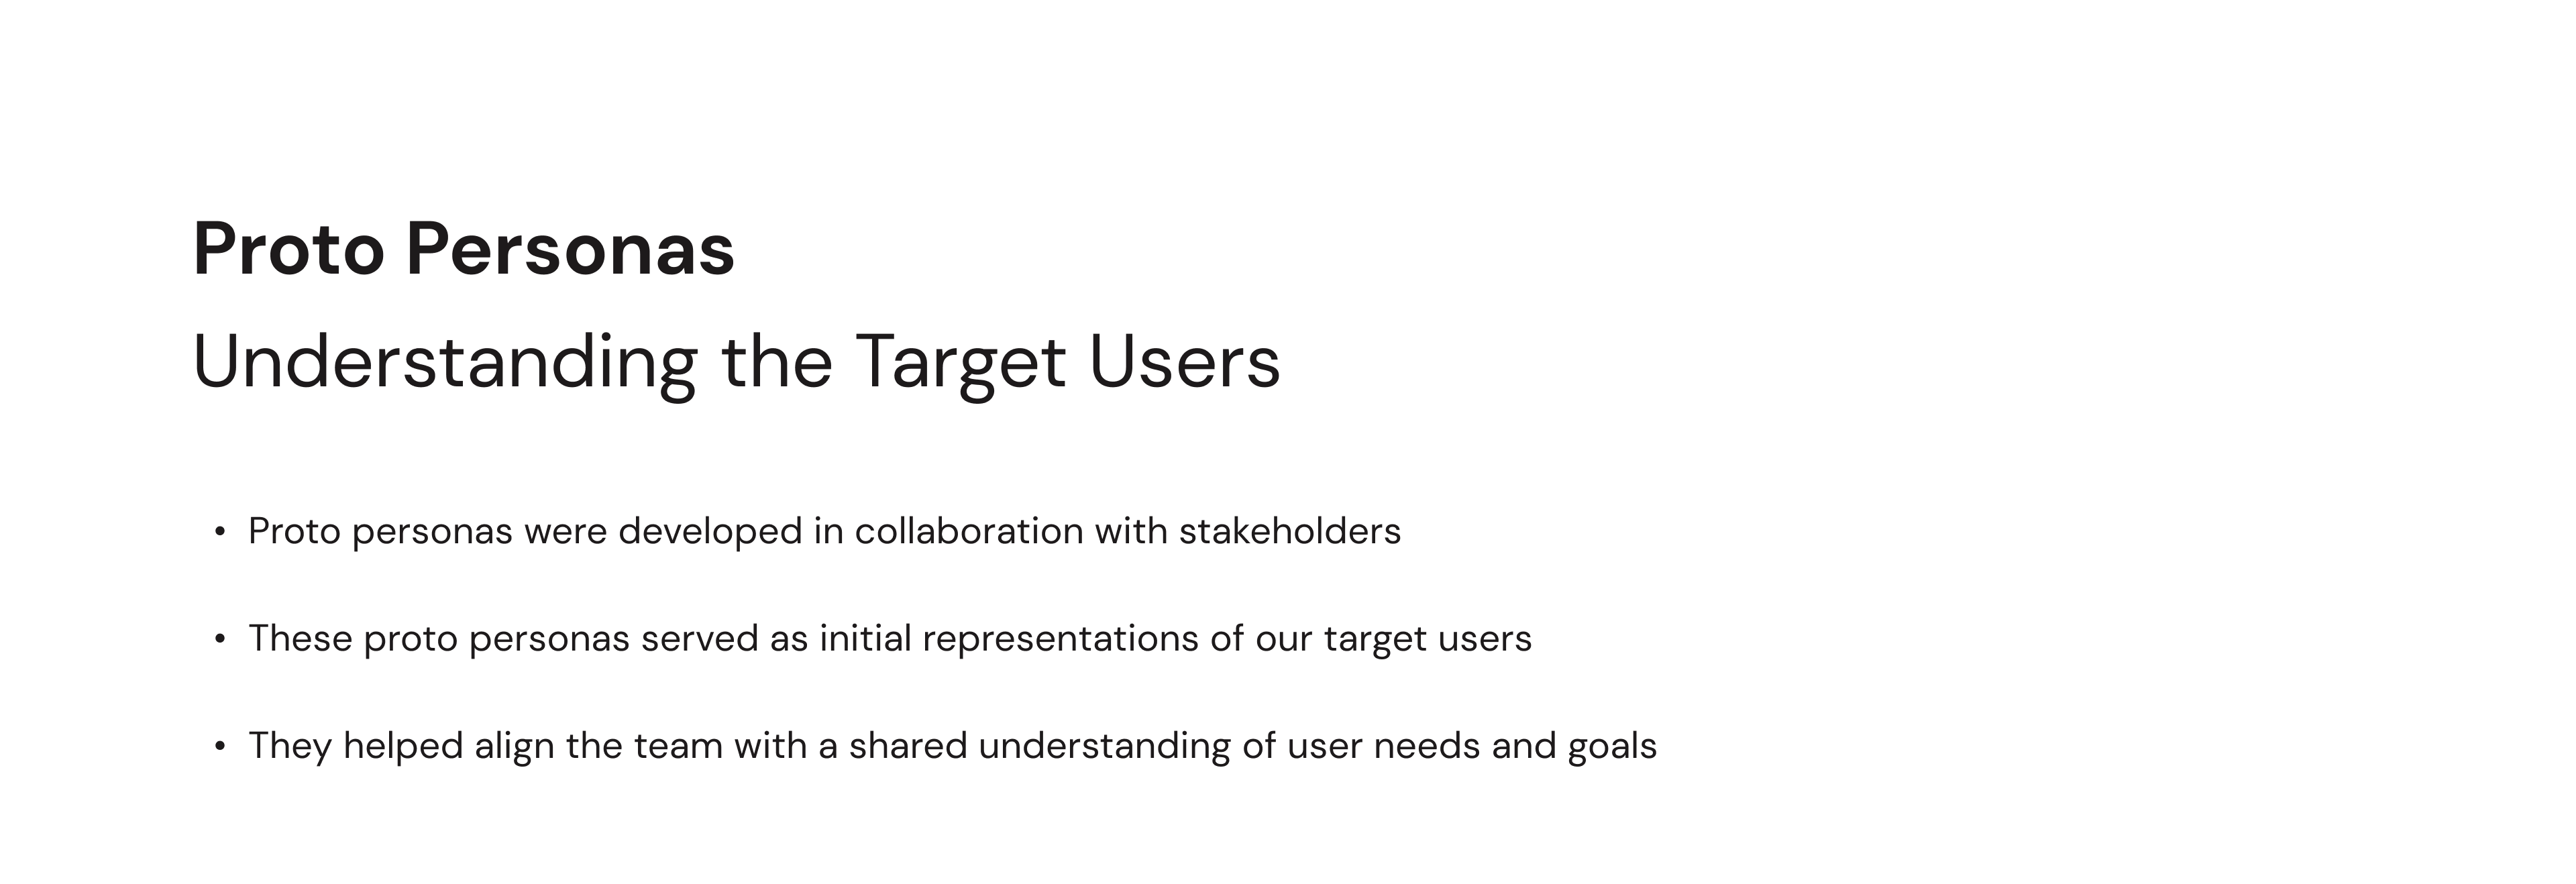 Proto Personas
Understanding the Target Users
• Proto personas were developed in collaboration with stakeholders
• These proto personas served as initial representations of our target users
• They helped align the team with a shared understanding of user needs and goals